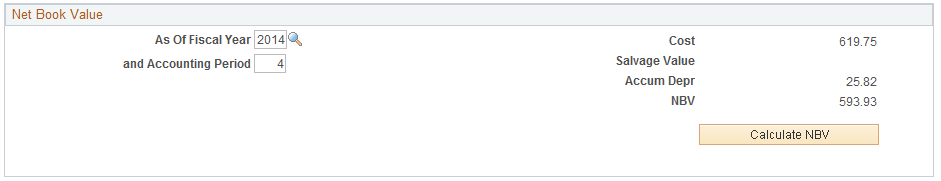 Net Book Value
As Of Fiscal Year 2014
and Accounting Period 4
Cost 619.75
Salvage Value
Accum Depr 25.82
NBV 593.93
Calculate NBV